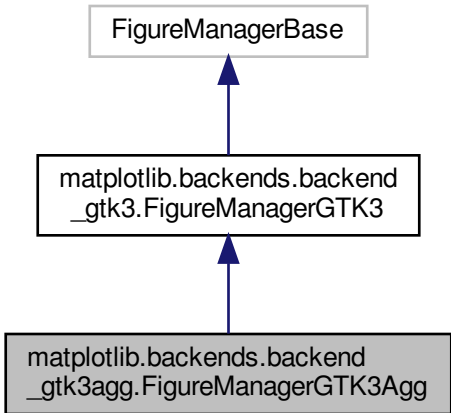 FigureManagerBase
matplotlib.backends.backend
_gtk3.FigureManagerGTK3
matplotlib.backends.backend
_gtk3agg.FigureManagerGTK3Agg